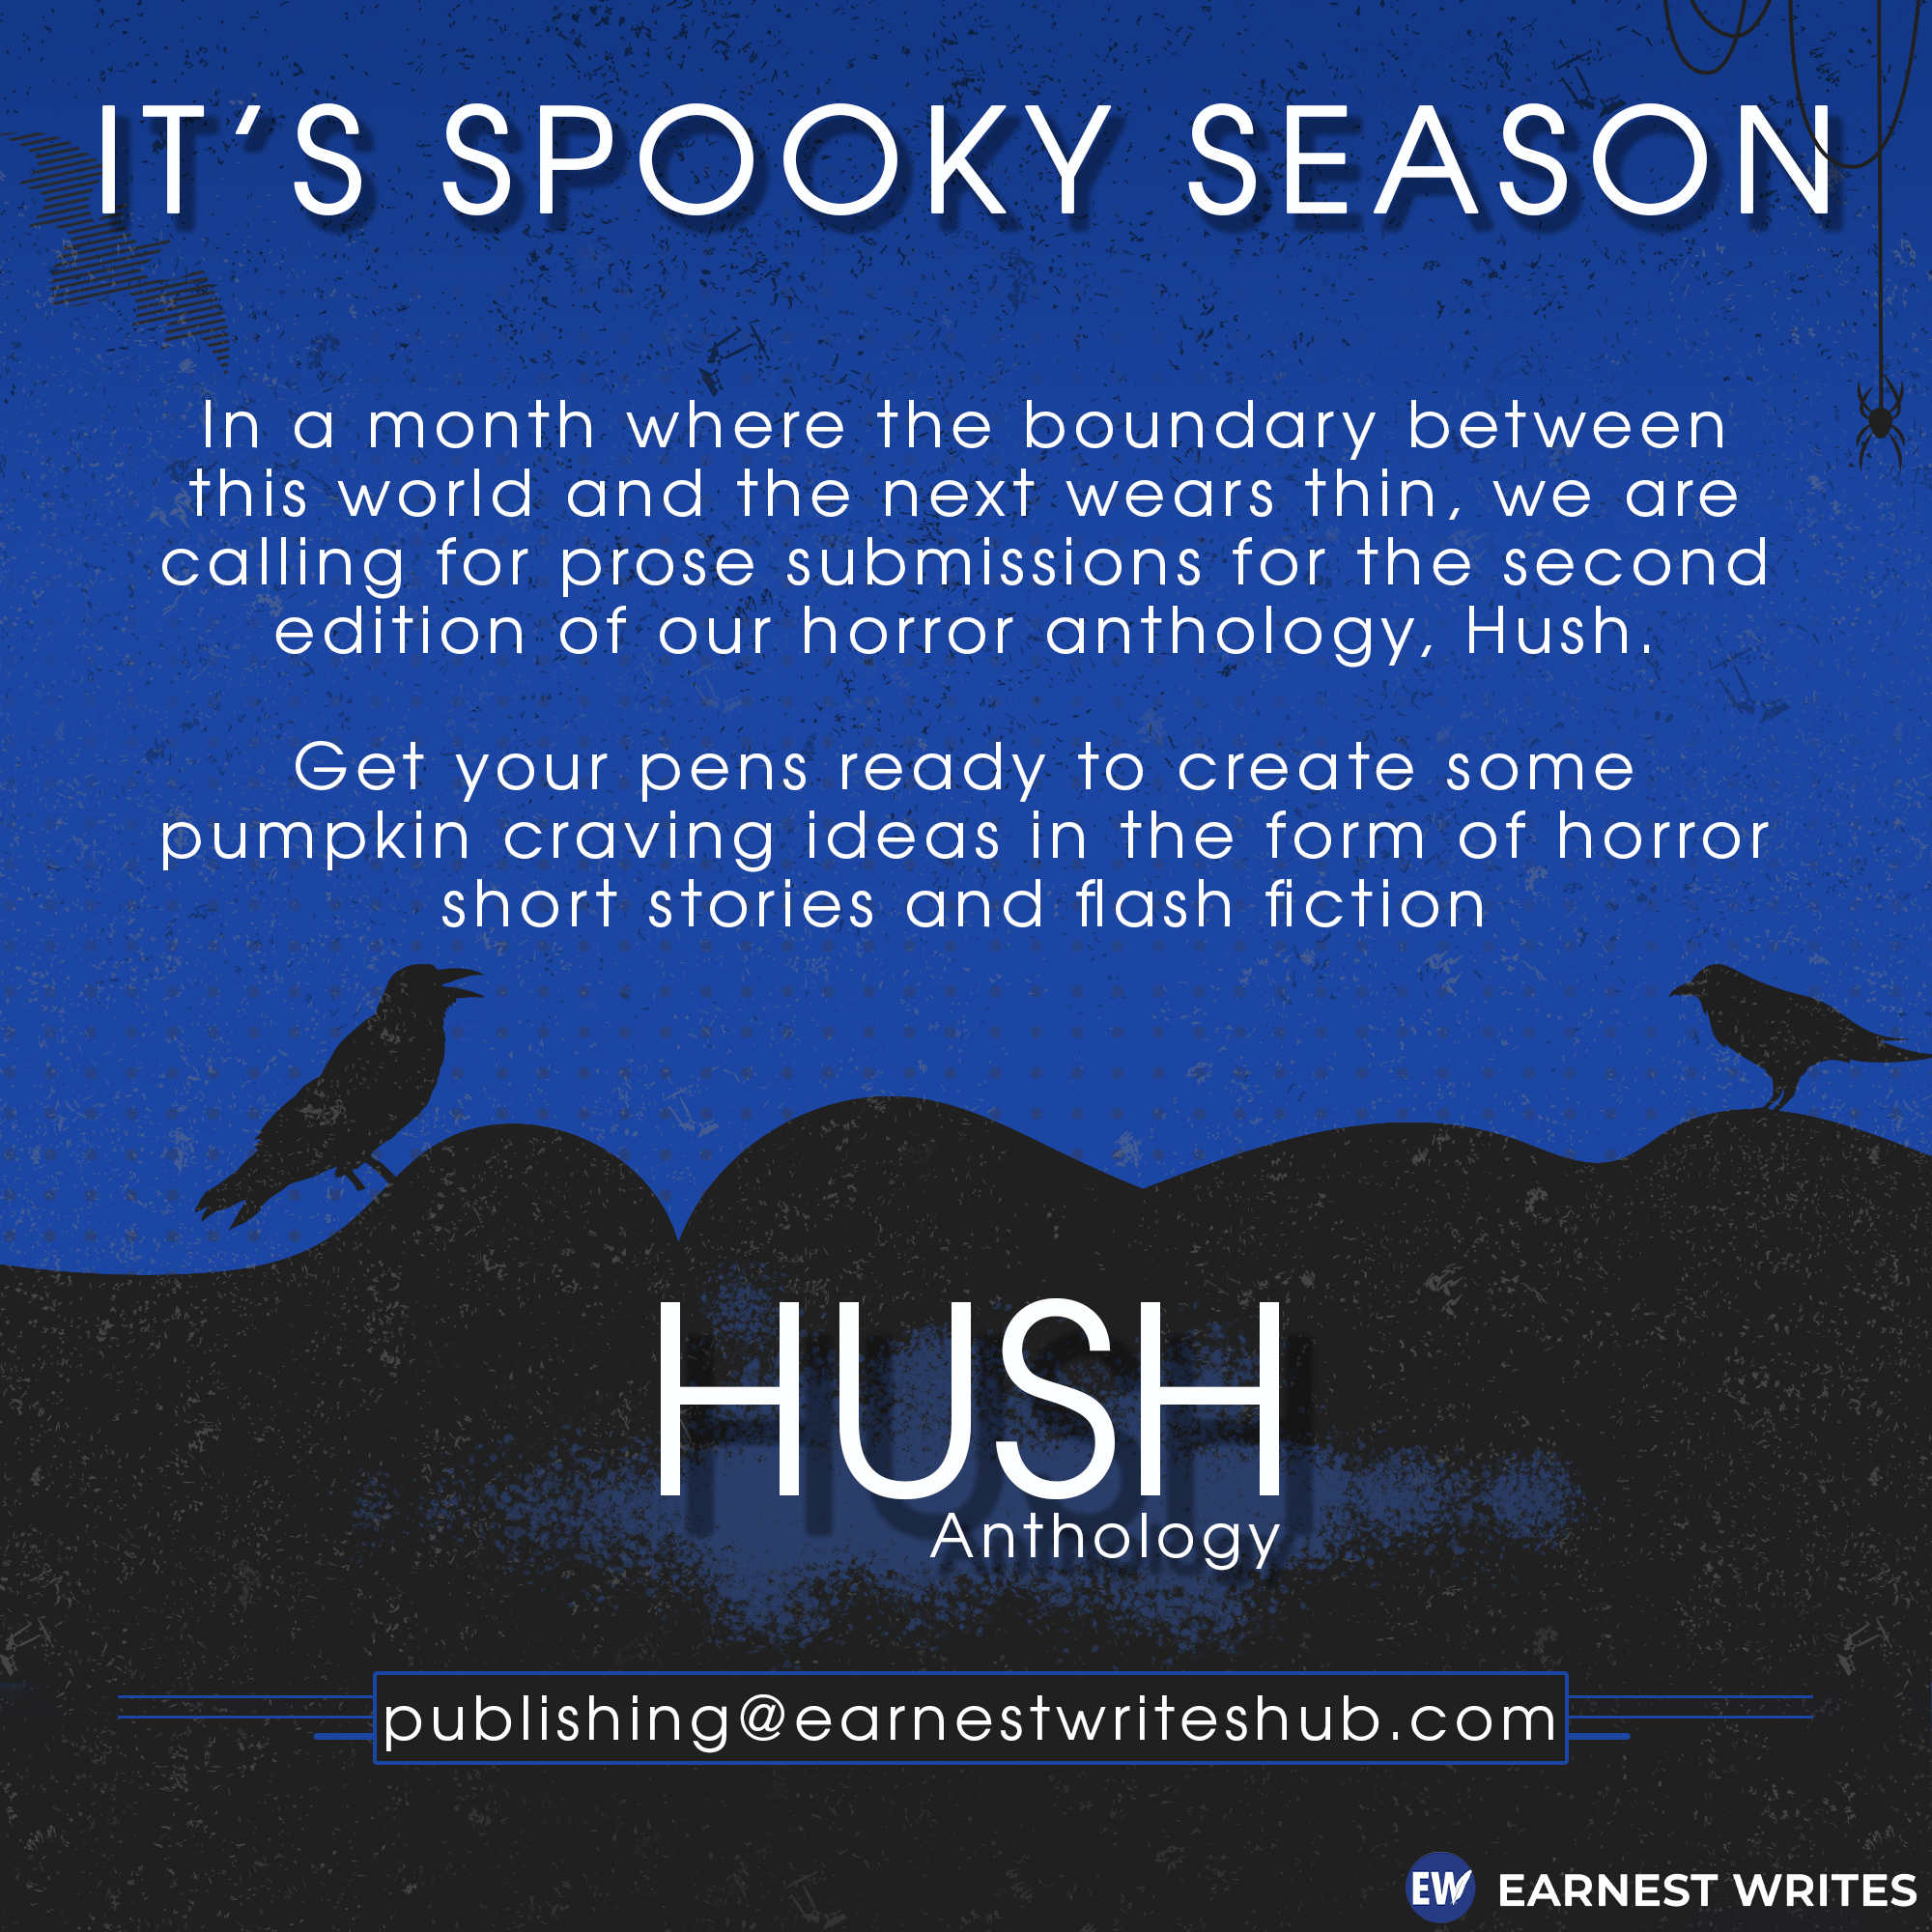 IT’S SPOOKY SEASON
In a month where the boundary between
this world and the next wears thin, we are
calling for prose submissions for the second
edition of our horror anthology, Hush.
Get your pens ready to create some
pumpkin craving ideas in the form of horror
short stories and flash fiction
HUSH
Anthology
publishing@earnestwriteshub.com
EW EARNEST WRITES